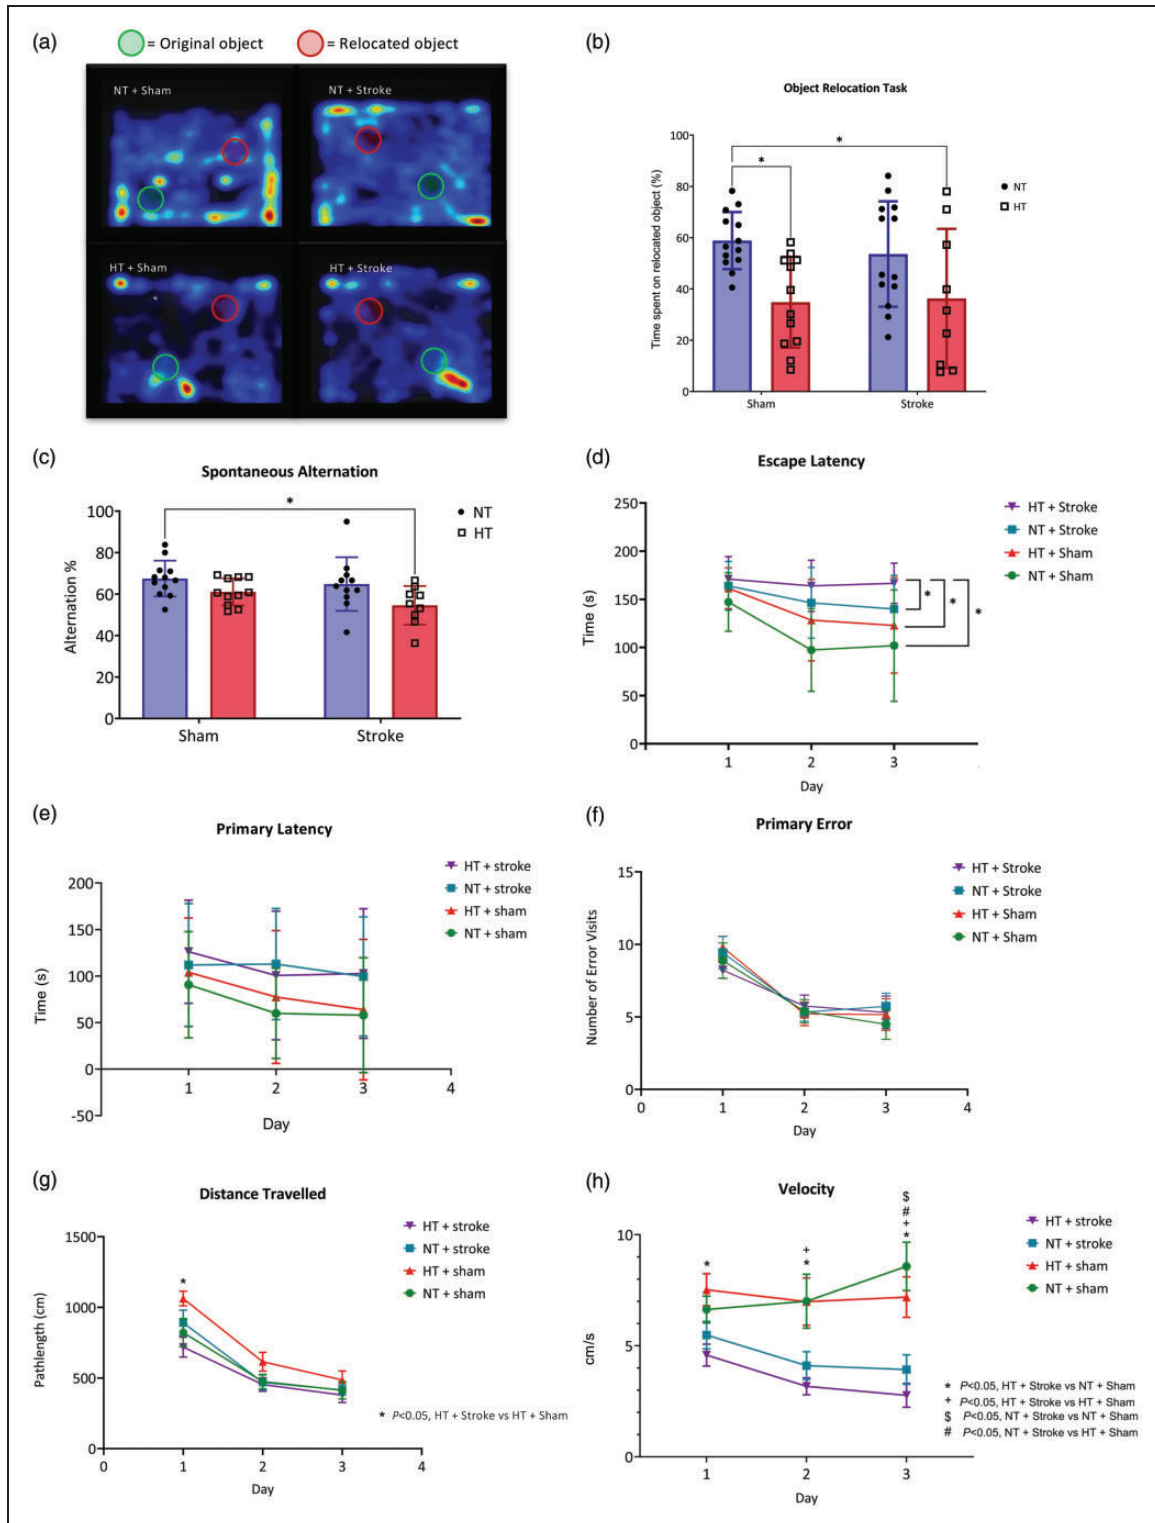 (a)
= Original object
= Relocated object
NT + Sham
NT + Stroke
HT + Sham
HT + Stroke
(b)
Object Relocation Task
Time spent on relocated object (%)
100
80
60
40
20
0
*
*
Sham
Stroke
NT
HT
(c)
Spontaneous Alternation
Alternation %
100
80
60
40
20
0
*
Sham
Stroke
NT
HT
(d)
Escape Latency
Time (s)
250
200
150
100
50
0
1
2
3
Day
HT + Stroke
NT + Stroke
HT + Sham
NT + Sham
*
*
*
(e)
Primary Latency
Time (s)
200
150
100
50
0
-50
1
2
3
4
Day
HT + stroke
NT + stroke
HT + sham
NT + sham
(f)
Primary Error
Number of Error Visits
15
10
5
0
0
1
2
3
4
Day
HT + Stroke
NT + Stroke
HT + Sham
NT + Sham
(g)
Distance Travelled
Pathlength (cm)
1500
1000
500
0
0
1
2
3
4
Day
*
HT + stroke
NT + stroke
HT + sham
NT + sham
* P<0.05, HT + Stroke vs HT + Sham
(h)
Velocity
cm/s
10
5
0
1
2
3
Day
*
+
*
$
#
+
*
HT + stroke
NT + stroke
HT + sham
NT + sham
* P<0.05, HT + Stroke vs NT + Sham
+ P<0.05, HT + Stroke vs HT + Sham
$ P<0.05, NT + Stroke vs NT + Sham
# P<0.05, NT + Stroke vs HT + Sham